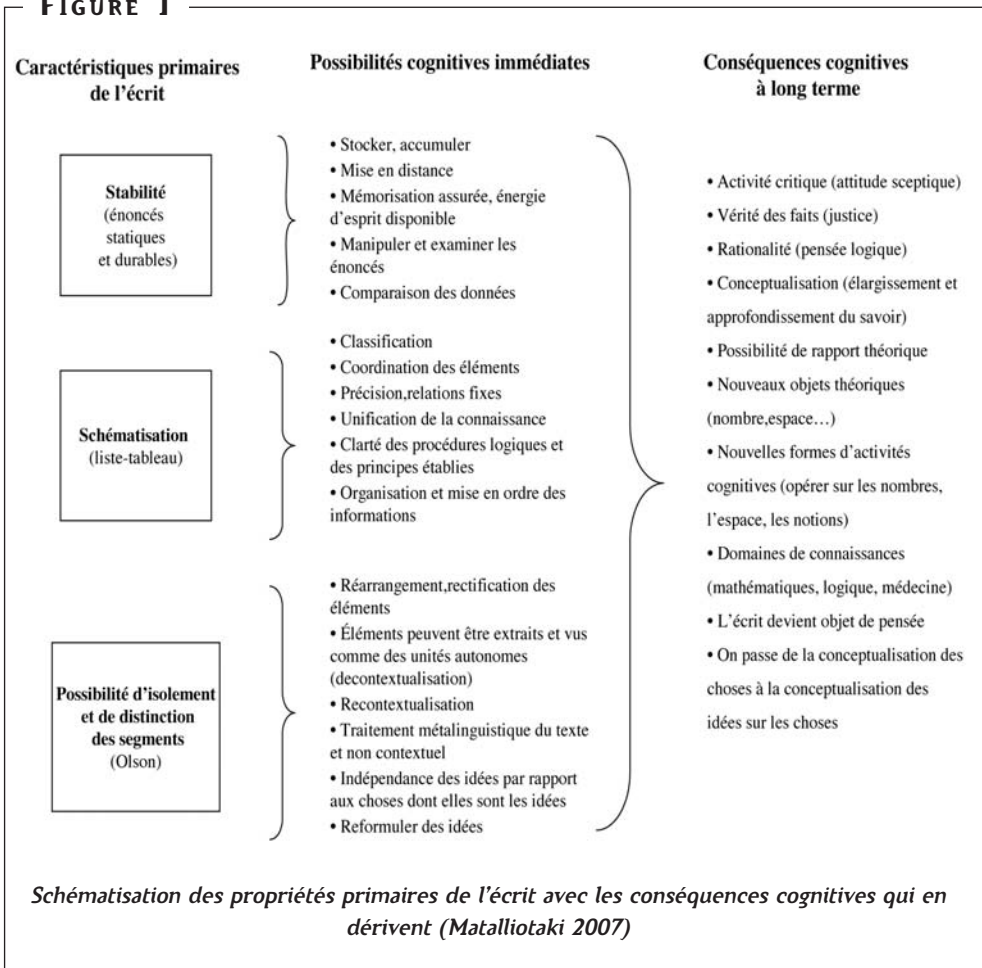 FIGURE 1
Caractéristiques primaires
de l'écrit
Possibilités cognitives immédiates
Conséquences cognitives
à long terme
Stabilité
(énoncés
statiques
et durables)
• Stocker, accumuler
• Mise en distance
• Mémorisation assurée, énergie
d'esprit disponible
• Manipuler et examiner les
énoncés
• Comparaison des données
Schématisation
(liste-tableau)
• Classification
• Coordination des éléments
• Précision,relations fixes
• Unification de la connaissance
• Clarté des procédures logiques et
des principes établies
• Organisation et mise en ordre des
informations
Possibilité d'isolement
et de distinction
des segments
(Olson)
• Réarrangement,rectification des
éléments
• Éléments peuvent être extraits et vus
comme des unités autonomes
(decontextualisation)
• Recontextualisation
• Traitement métalinguistique du texte
et non contextuel
• Indépendance des idées par rapport
aux choses dont elles sont les idées
• Reformuler des idées
• Activité critique (attitude sceptique)
• Vérité des faits (justice)
• Rationalité (pensée logique)
• Conceptualisation (élargissement et
approfondissement du savoir)
• Possibilité de rapport théorique
• Nouveaux objets théoriques
(nombre,espace…)
• Nouvelles formes d'activités
cognitives (opérer sur les nombres,
l'espace, les notions)
• Domaines de connaissances
(mathématiques, logique, médecine)
• L'écrit devient objet de pensée
• On passe de la conceptualisation des
choses à la conceptualisation des
idées sur les choses
Schématisation des propriétés primaires de l'écrit avec les conséquences cognitives qui en
dérivent (Matalliotaki 2007)